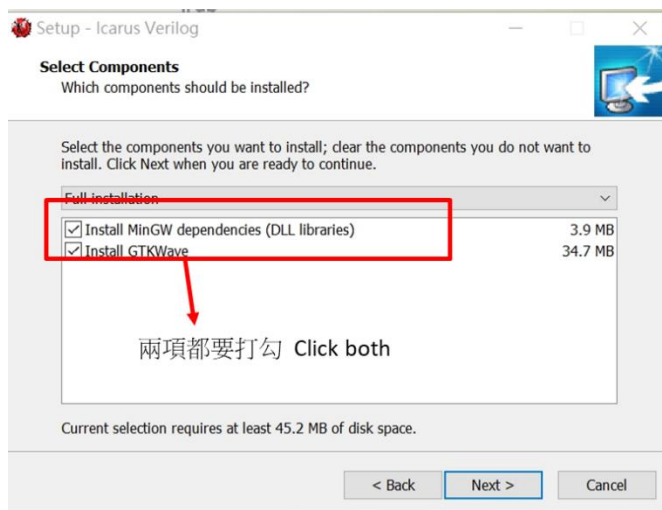 Setup - Icarus Verilog
Select Components
Which components should be installed?
Select the components you want to install; clear the components you do not want to
install. Click Next when you are ready to continue.
Full installation
Install MinGW dependencies (DLL libraries) 3.9 MB
Install GTKWave 34.7 MB
兩項都要打勾 Click both
Current selection requires at least 45.2 MB of disk space.
< Back Next > Cancel